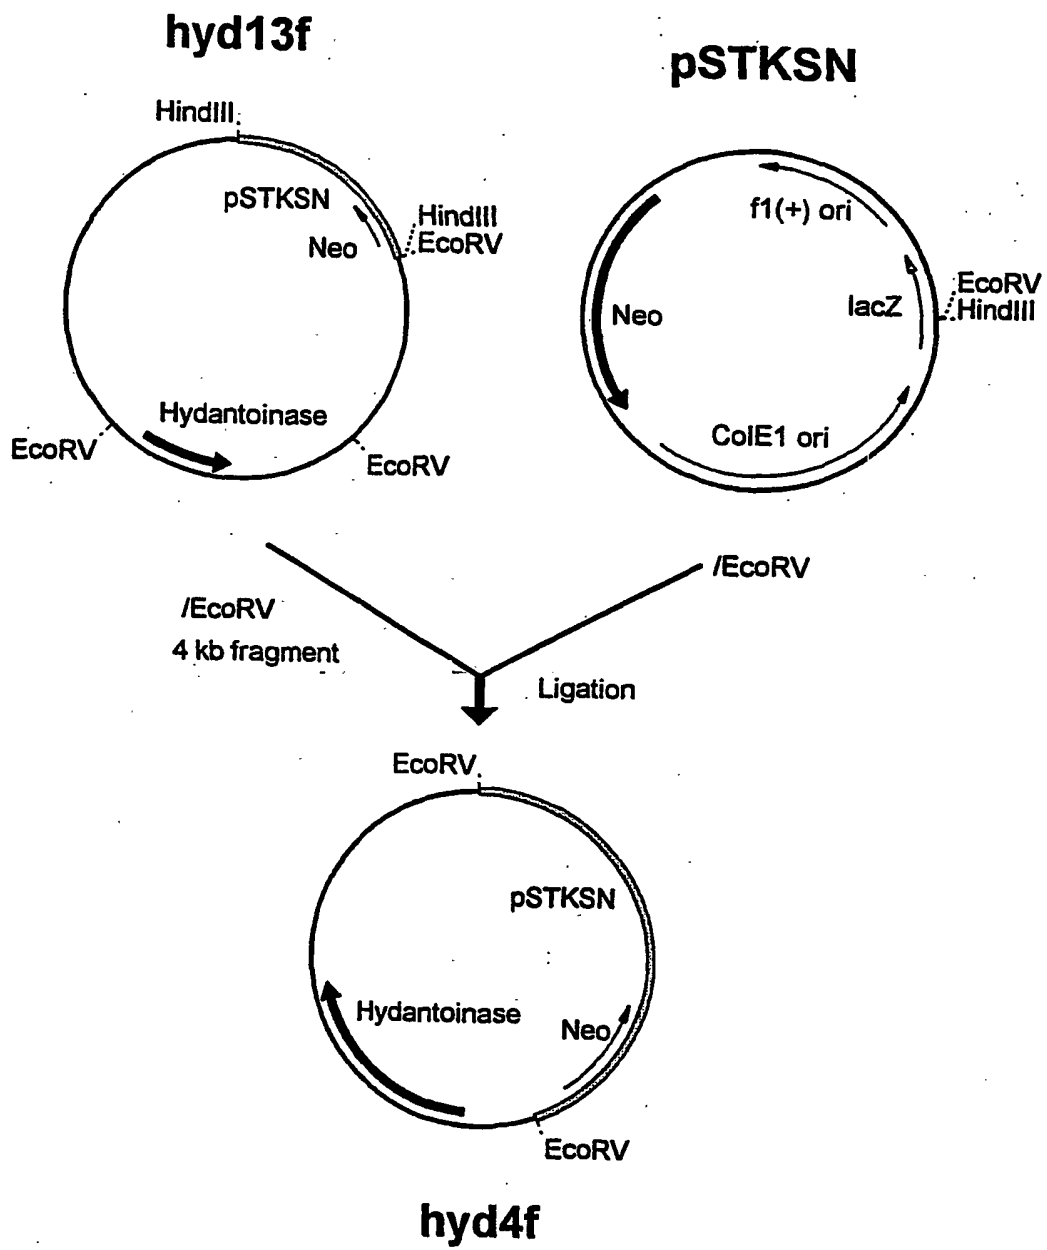 hyd13f
pSTKSN
HindIII
pSTKSN
Neo
HindIII
EcoRV
Hydantoinase
EcoRV
EcoRV
f1(+) ori
lacZ
EcoRV
HindIII
Neo
ColE1 ori
/EcoRV
4 kb fragment
/EcoRV
Ligation
EcoRV
pSTKSN
Hydantoinase
Neo
EcoRV
hyd4f